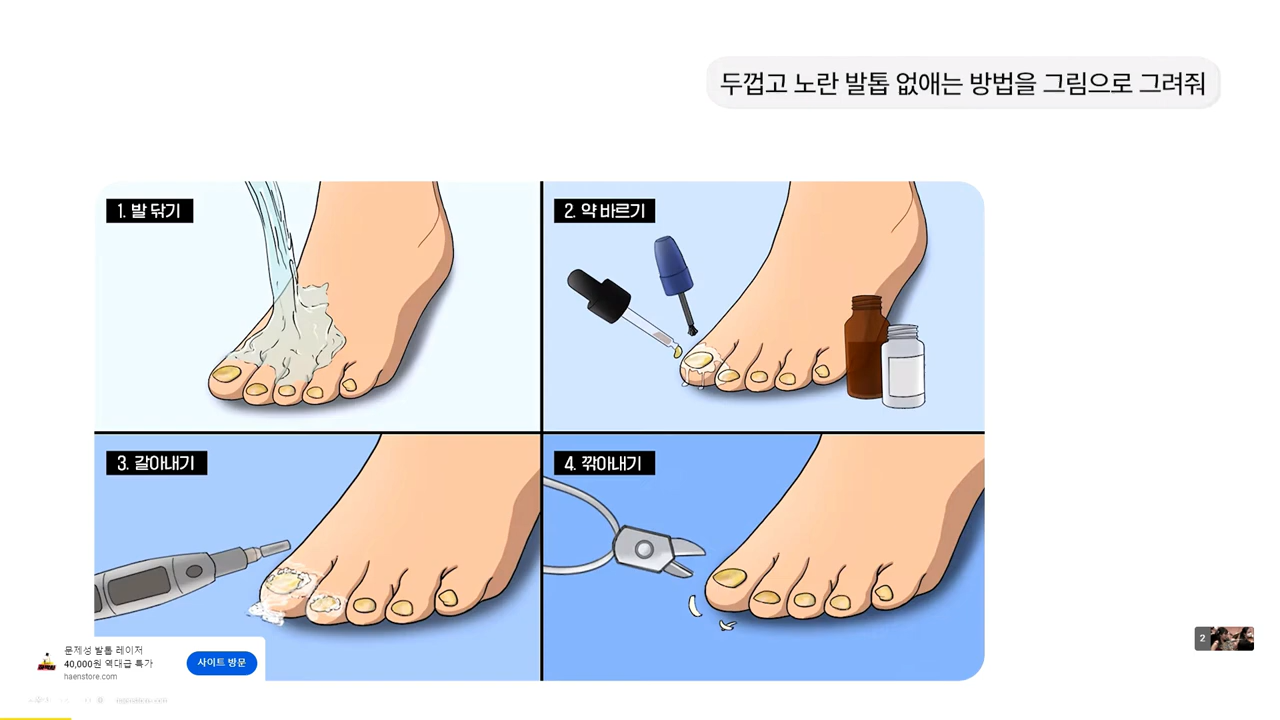 두껍고 노란 발톱 없애는 방법을 그림으로 그려줘
1. 발 닦기
2. 약 바르기
3. 갈아내기
4. 깎아내기
문제성 발톱 레이저
40,000원 역대급 특가
haenstore.com
사이트 방문
2